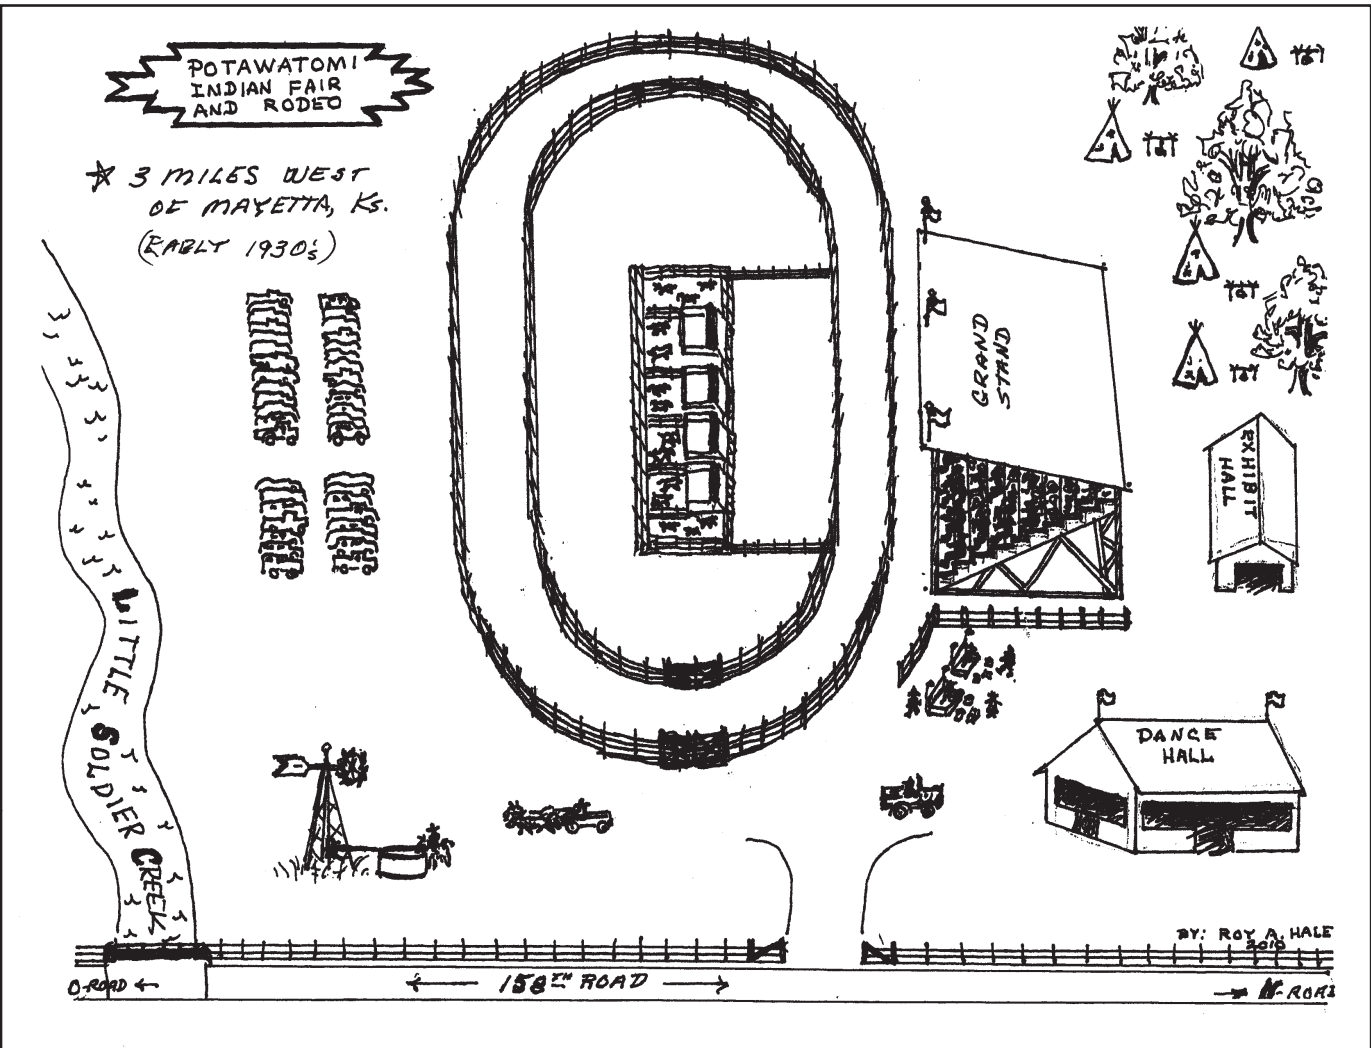 POTAWATOMI
INDIAN FAIR
AND RODEO
☆ 3 MILES WEST
OF MAYETTA, KS.
(EARLY 1930's)
GRAND
STAND
EXHIBIT
HALL
LITTLE SOLDIER CREEK
DANCE
HALL
BY: ROY A. HALE
2010
O-ROAD ←
← 158TH ROAD →
→ N-ROAD